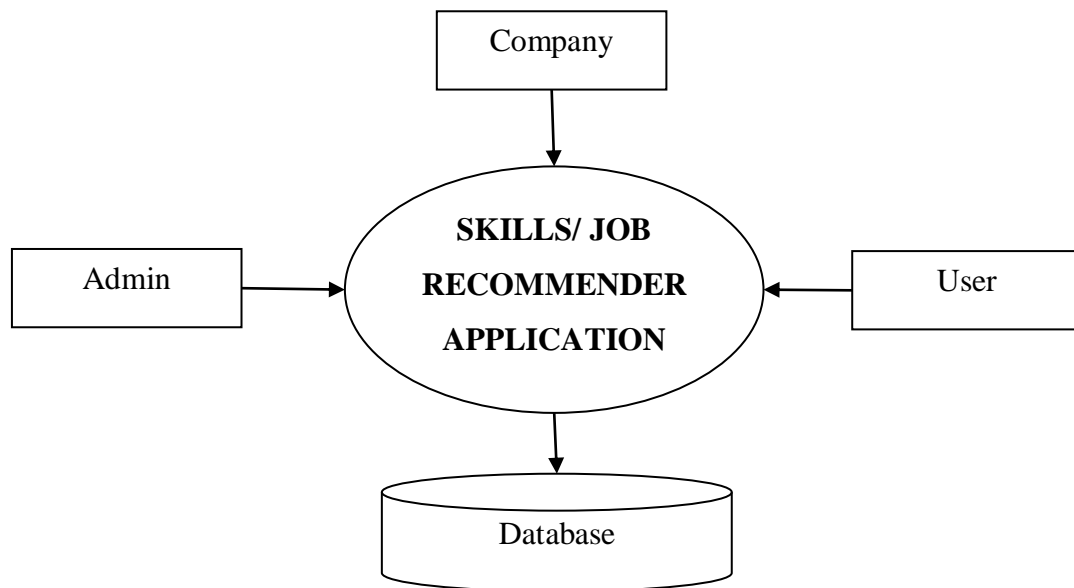 Company
SKILLS/ JOB
RECOMMENDER
APPLICATION
Admin
User
Database